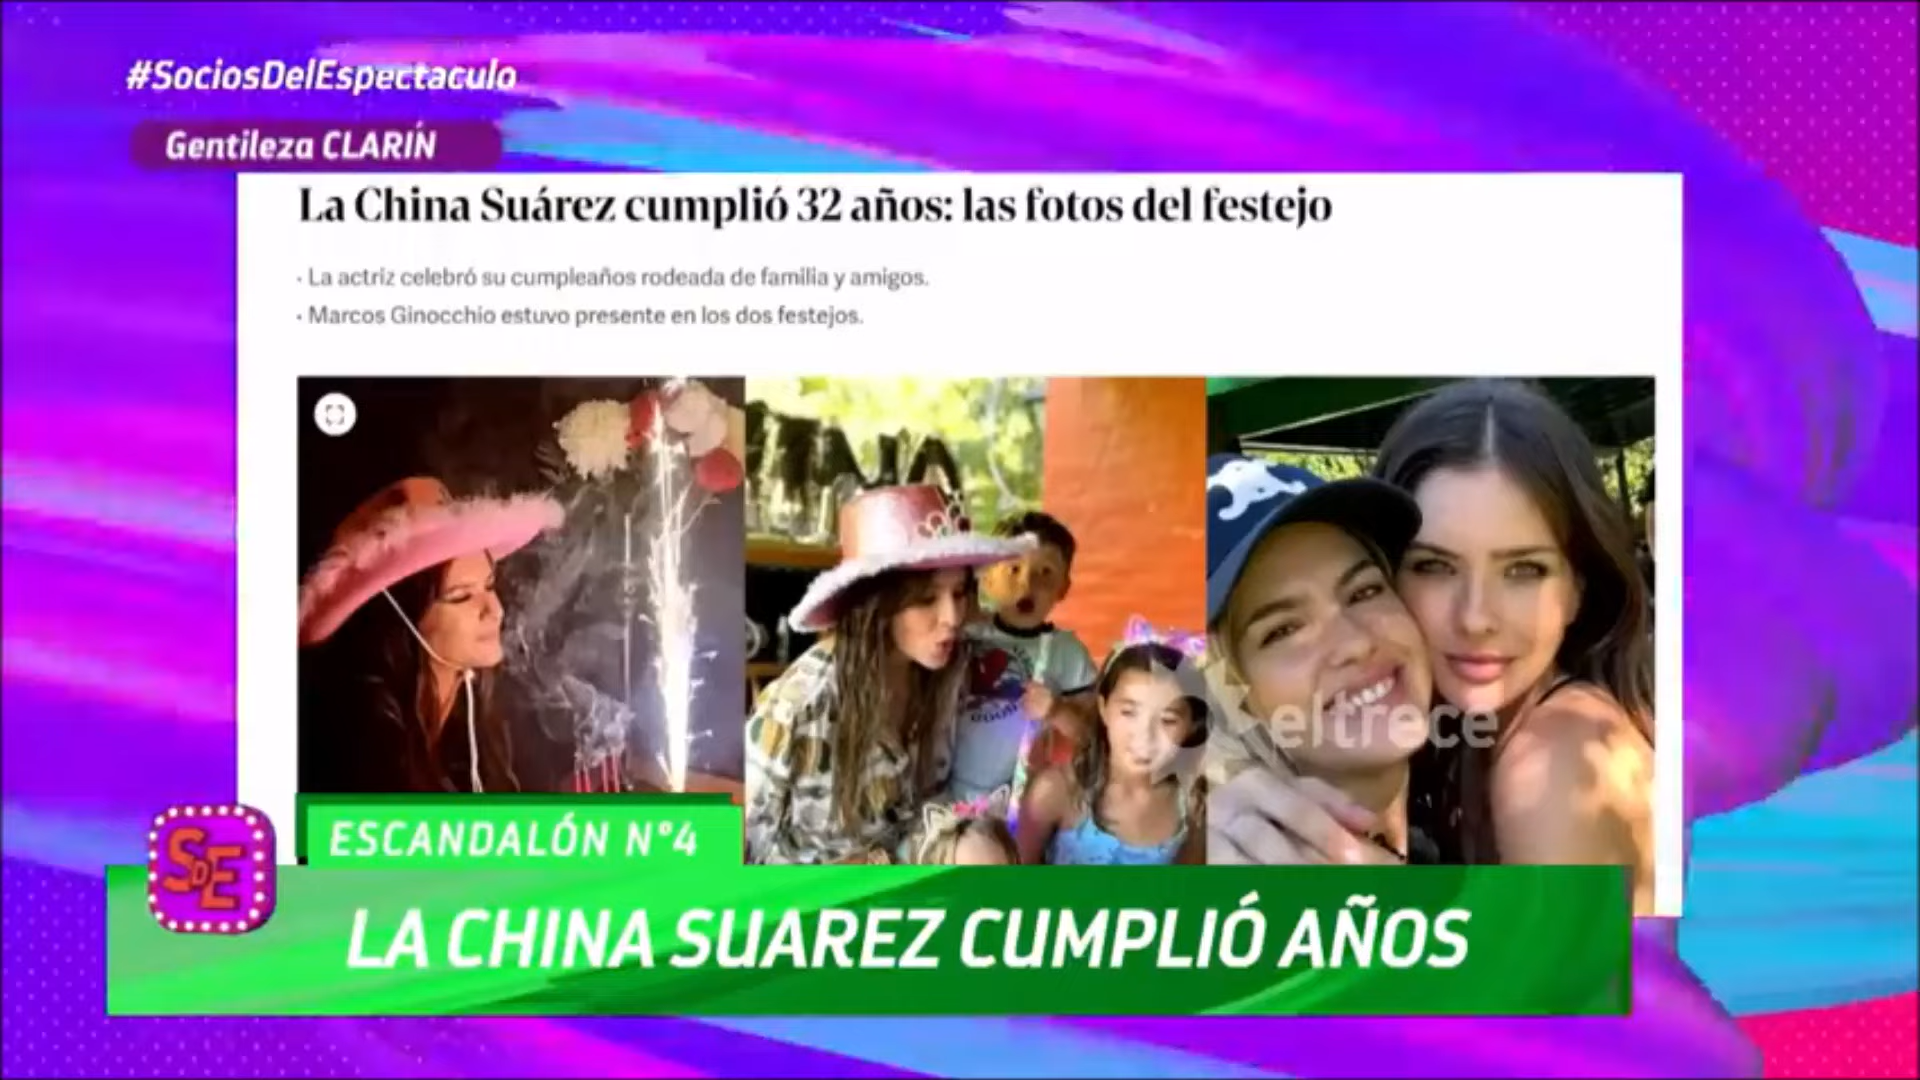 #SociosDelEspectaculo
Gentileza CLARÍN
La China Suárez cumplió 32 años: las fotos del festejo
· La actriz celebró su cumpleaños rodeada de familia y amigos.
· Marcos Ginocchio estuvo presente en los dos festejos.
eltrece
ESCANDALÓN N°4
SDE
LA CHINA SUAREZ CUMPLIÓ AÑOS